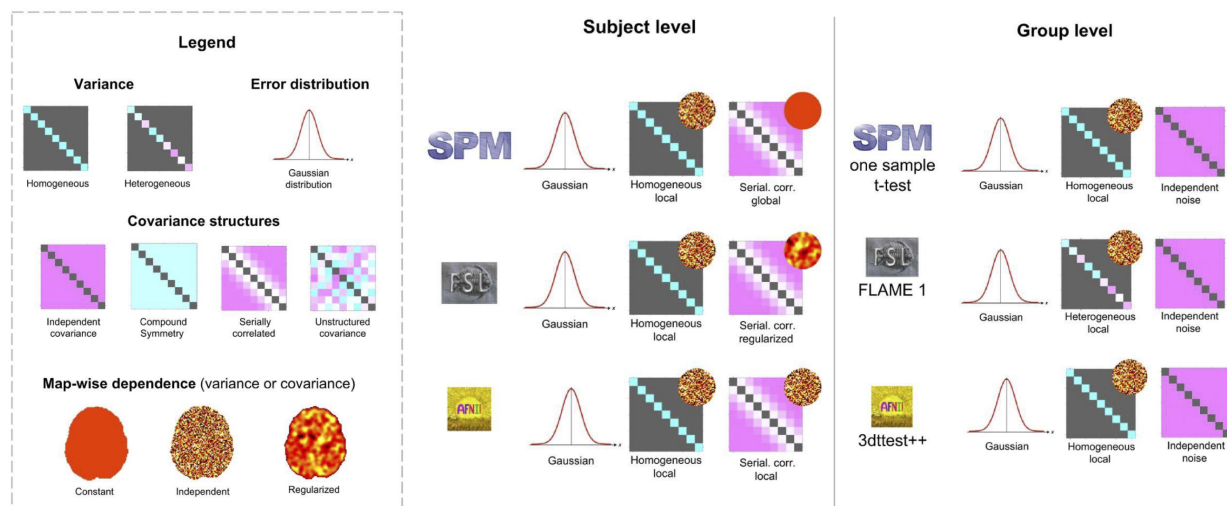 Legend
Variance
Error distribution
Homogeneous
Heterogeneous
x
Gaussian
distribution
Covariance structures
Independent
covariance
Compound
Symmetry
Serially
correlated
Unstructured
covariance
Map-wise dependence (variance or covariance)
Constant
Independent
Regularized
Subject level
SPM
x
Gaussian
Homogeneous
local
Serial. corr.
global
FSL
x
Gaussian
Homogeneous
local
Serial. corr.
regularized
AFNI
x
Gaussian
Homogeneous
local
Serial. corr.
local
Group level
SPM
one sample
t-test
x
Gaussian
Homogeneous
local
Independent
noise
FSL
FLAME 1
x
Gaussian
Heterogeneous
local
Independent
noise
AFNI
3dttest++
x
Gaussian
Homogeneous
local
Independent
noise